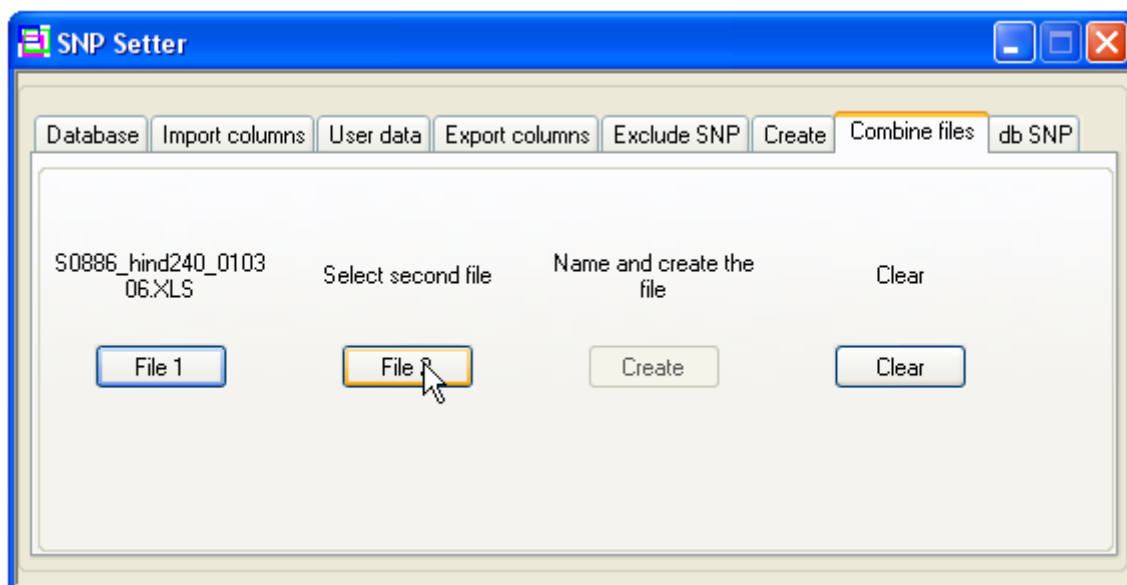 SNP Setter
Database Import columns User data Export columns Exclude SNP Create Combine files db SNP
S0886_hind240_0103
06.XLS
Select second file
Name and create the
file
Clear
File 1 File Create Clear